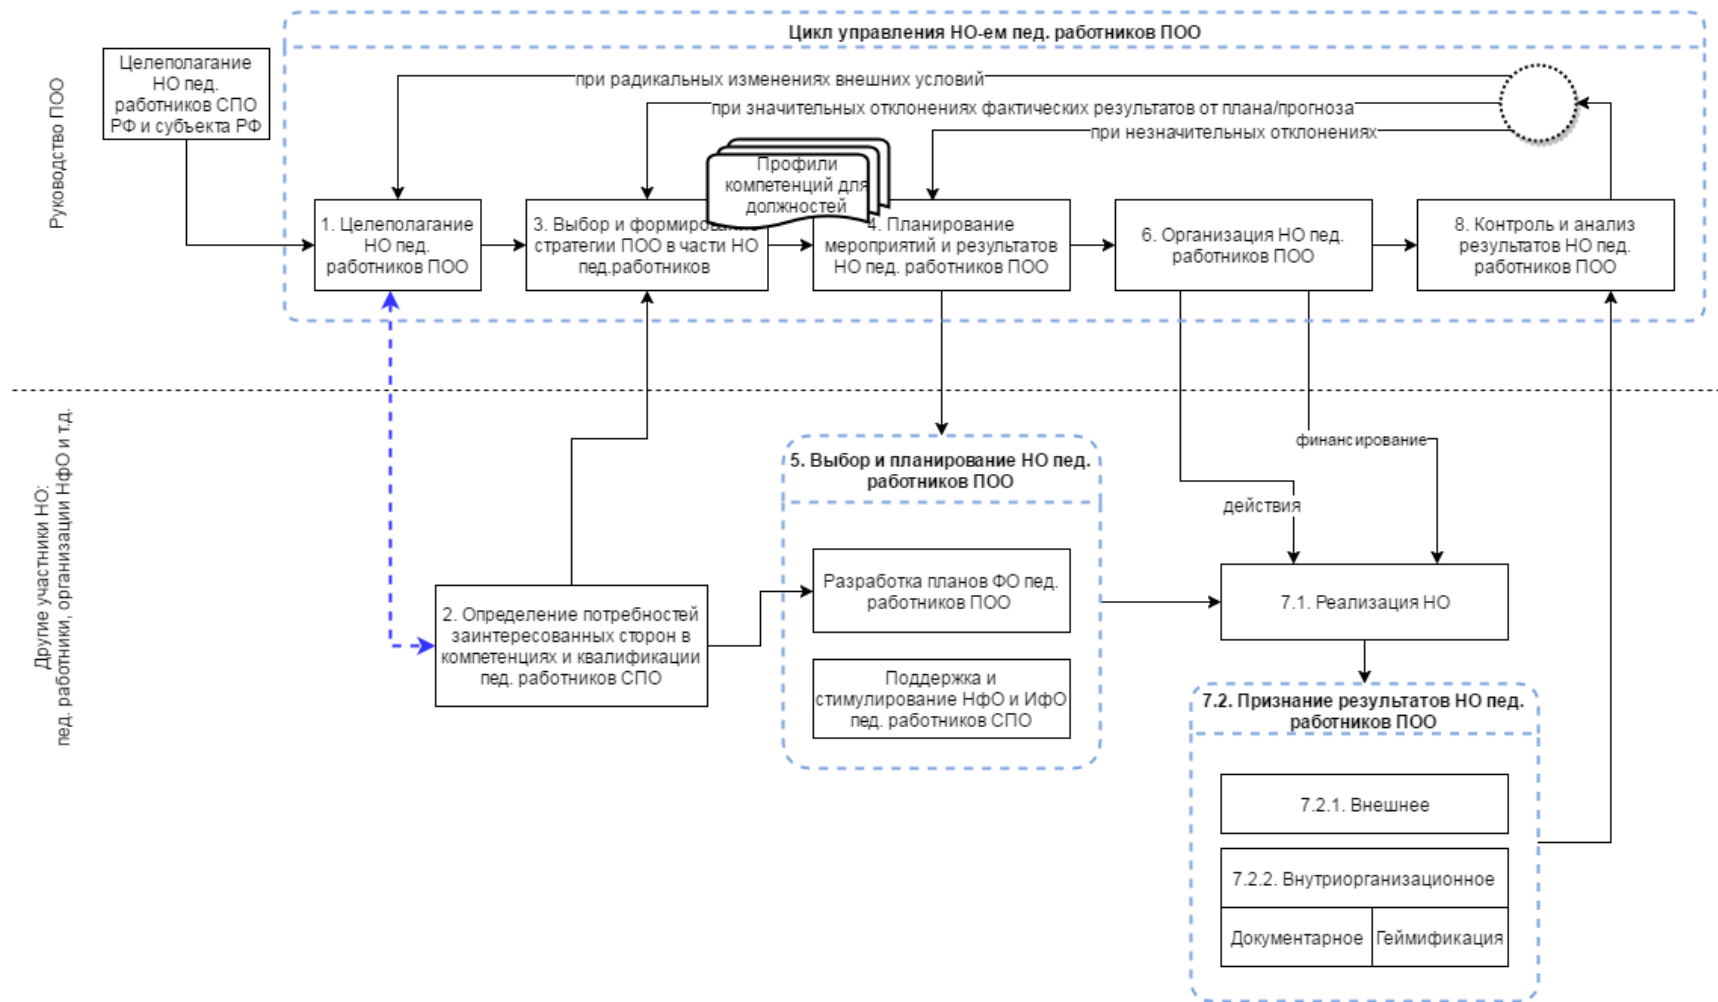 Цикл управления НО-ем пед. работников ПОО
Руководство ПОО
Целеполагание
НО пед.
работников СПО
РФ и субъекта РФ
при радикальных изменениях внешних условий
при значительных отклонениях фактических результатов от плана/прогноза
при незначительных отклонениях
Профили
компетенций для
должностей
1. Целеполагание
НО пед.
работников ПОО
3. Выбор и
стратегии ПОО в части НО
пед.работников
4. Планирование
мероприятий и результатов
НО пед. работников ПОО
6. Организация НО пед.
работников ПОО
8. Контроль и анализ
результатов НО пед.
работников ПОО
Другие участники НО:
пед. работники, организации НфО и т.д.
2. Определение потребностей
заинтересованных сторон в
компетенциях и квалификации
пед. работников СПО
5. Выбор и планирование НО пед.
работников ПОО
Разработка планов ФО пед.
работников ПОО
Поддержка и
стимулирование НфО и ИфО
пед. работников СПО
финансирование
действия
7.1. Реализация НО
7.2. Признание результатов НО пед.
работников ПОО
7.2.1. Внешнее
7.2.2. Внутриорганизационное
Документарное
Геймификация